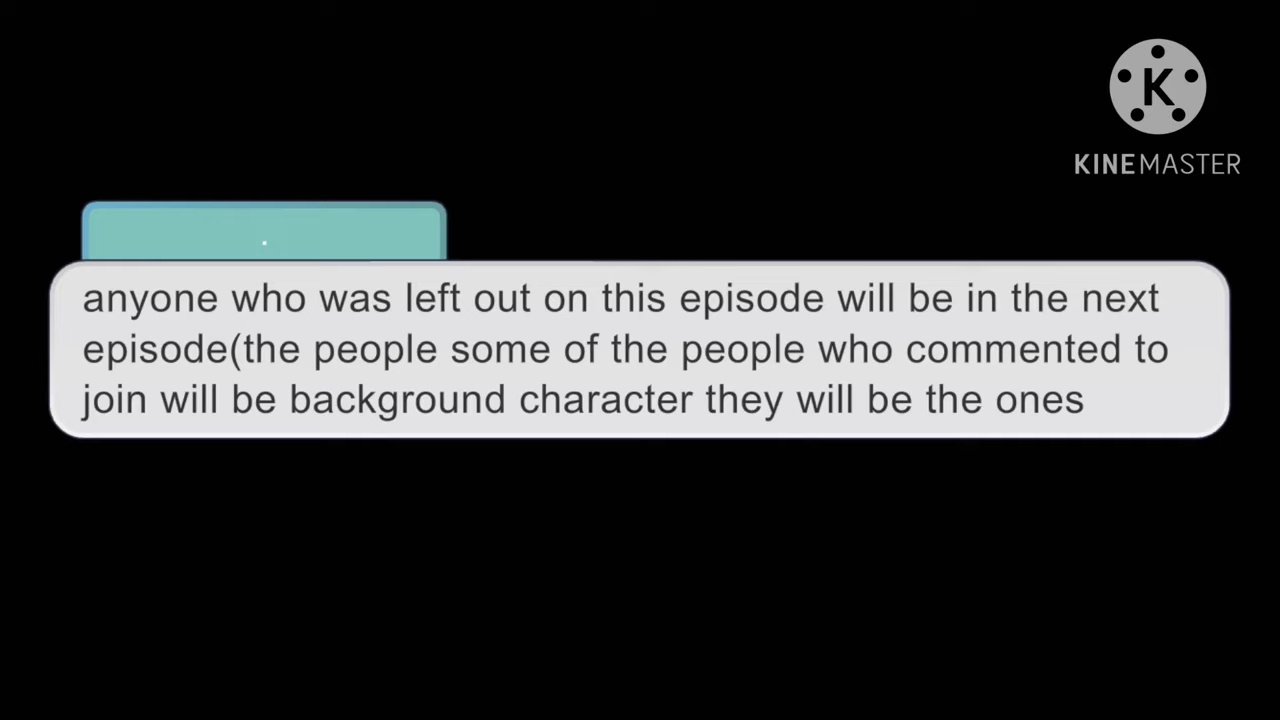 K
KINEMASTER
.
anyone who was left out on this episode will be in the next
episode(the people some of the people who commented to
join will be background character they will be the ones